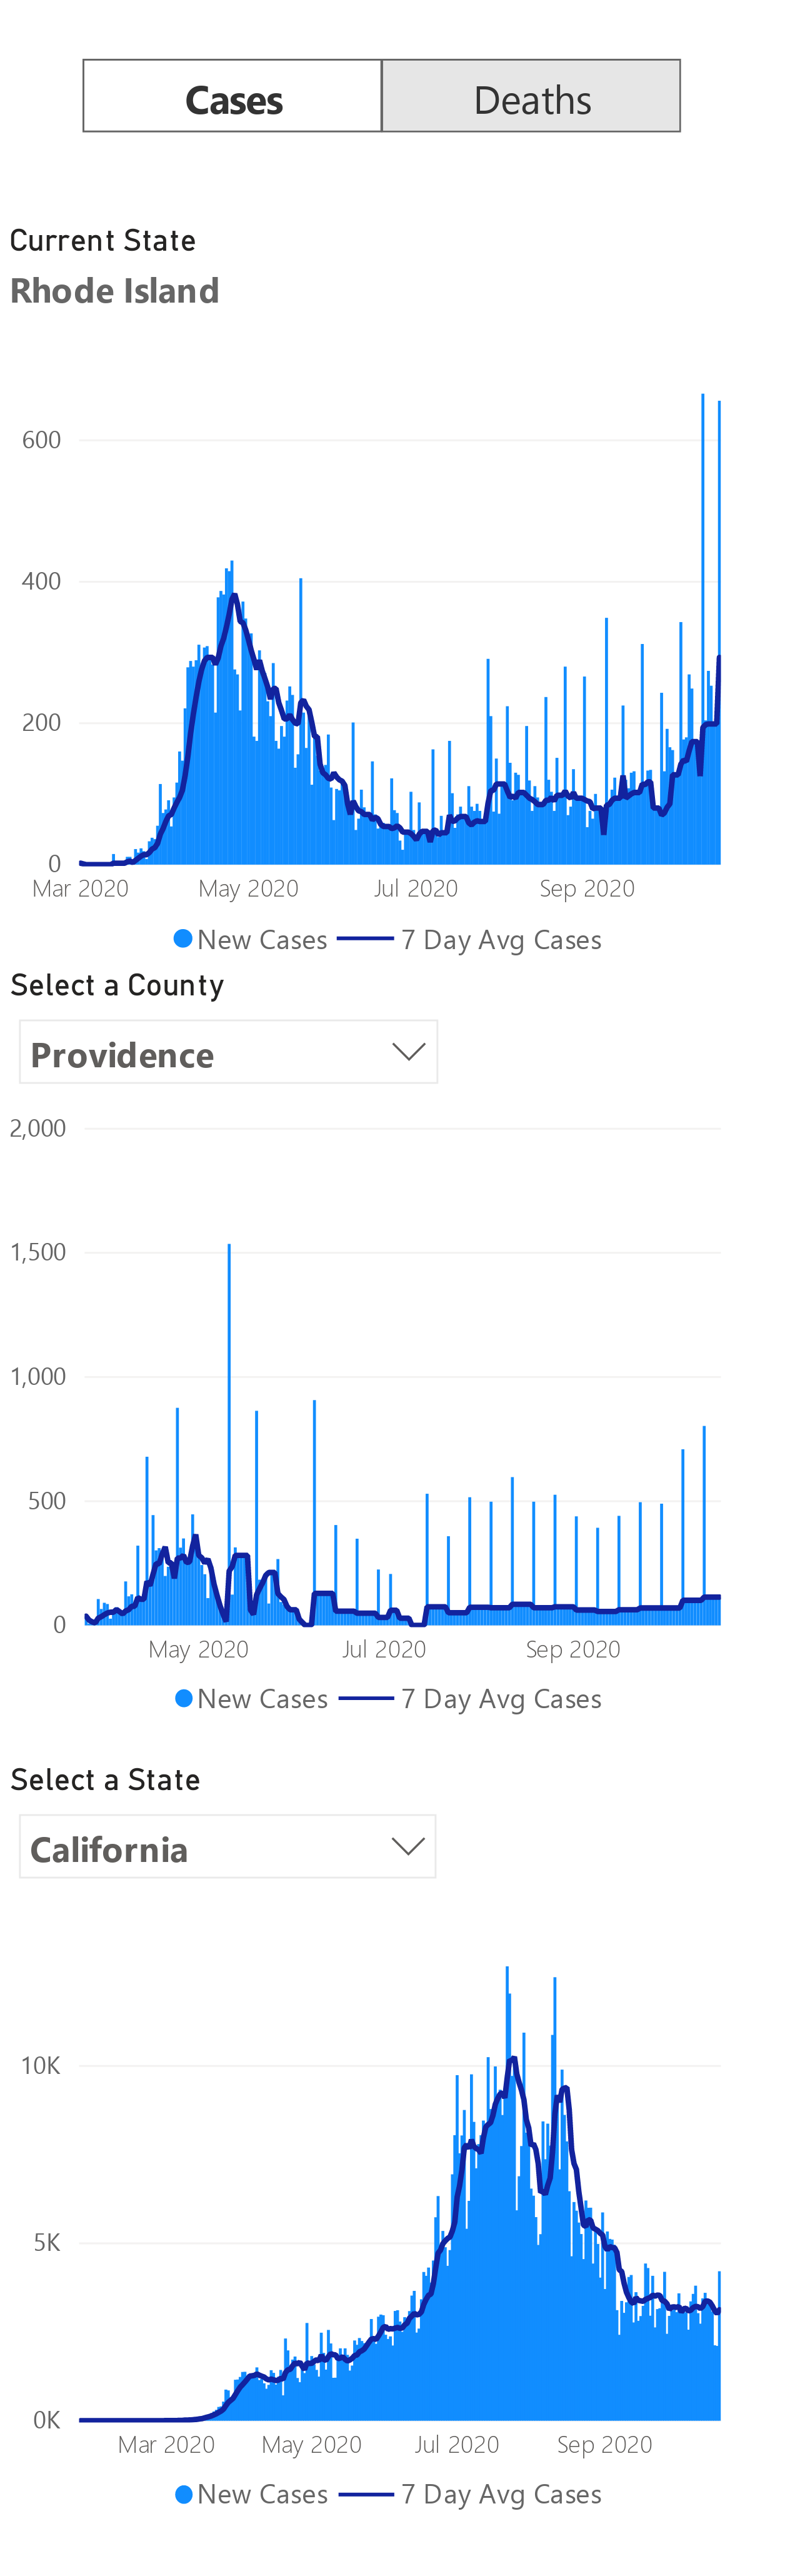 Cases Deaths
Current State
Rhode Island
600
400
200
0
Mar 2020 May 2020 Jul 2020 Sep 2020
New Cases 7 Day Avg Cases
Select a County
Providence
2,000
1,500
1,000
500
0
May 2020 Jul 2020 Sep 2020
New Cases 7 Day Avg Cases
Select a State
California
10K
5K
0K
Mar 2020 May 2020 Jul 2020 Sep 2020
New Cases 7 Day Avg Cases